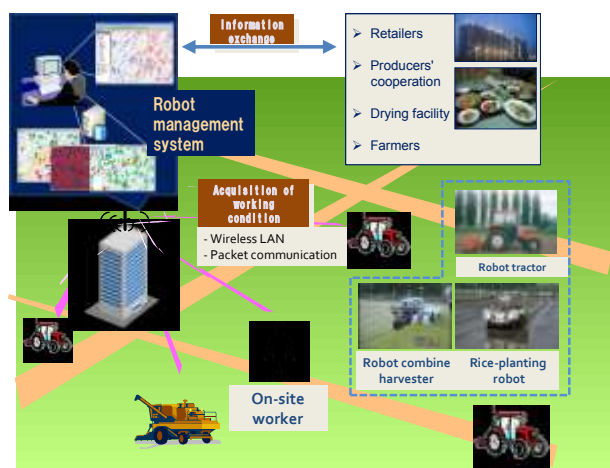 Information
exchange
➢ Retailers
➢ Producers'
cooperation
➢ Drying facility
➢ Farmers
Robot
management
system
Acquisition of
working
condition
- Wireless LAN
- Packet communication
Robot tractor
Robot combine
harvester
Rice-planting
robot
On-site
worker